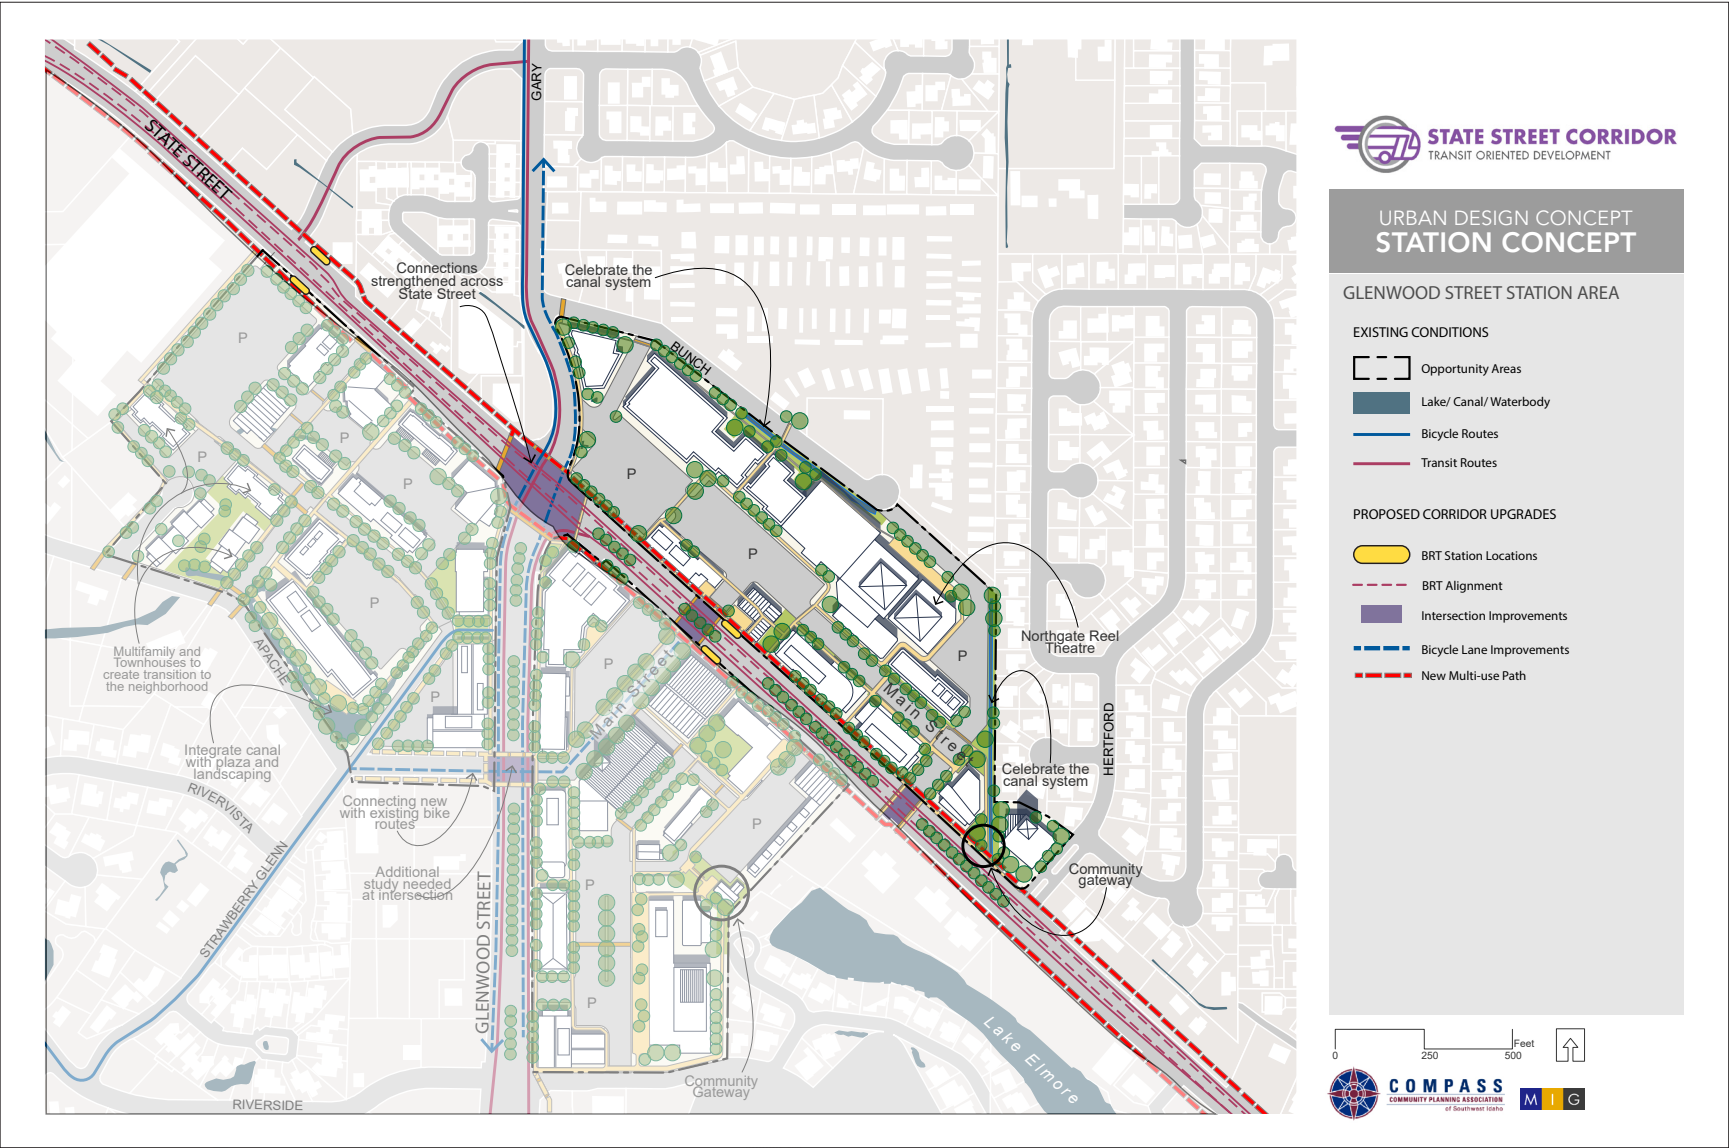 GARY
STATE STREET
Connections
strengthened across
State Street
Celebrate the
canal system
BUNCH
P
P
P
P
P
P
P
P
P
P
P
P
P
Northgate Reel
Theatre
Main Street
Main Street
Celebrate the
canal system
HERTFORD
Community
gateway
Multifamily and
Townhouses to
create transition to
the neighborhood
APACHE
Integrate canal
with plaza and
landscaping
RIVERVISTA
Connecting new
with existing bike
routes
Additional
study needed
at intersection
STRAWBERRY GLENN
GLENWOOD STREET
RIVERSIDE
Community
Gateway
Lake Elmore
STATE STREET CORRIDOR
TRANSIT ORIENTED DEVELOPMENT
URBAN DESIGN CONCEPT
STATION CONCEPT
GLENWOOD STREET STATION AREA
EXISTING CONDITIONS
Opportunity Areas
Lake/ Canal/ Waterbody
Bicycle Routes
Transit Routes
PROPOSED CORRIDOR UPGRADES
BRT Station Locations
BRT Alignment
Intersection Improvements
Bicycle Lane Improvements
New Multi-use Path
Feet
0 250 500
COMPASS
COMMUNITY PLANNING ASSOCIATION
of Southwest Idaho
M I G